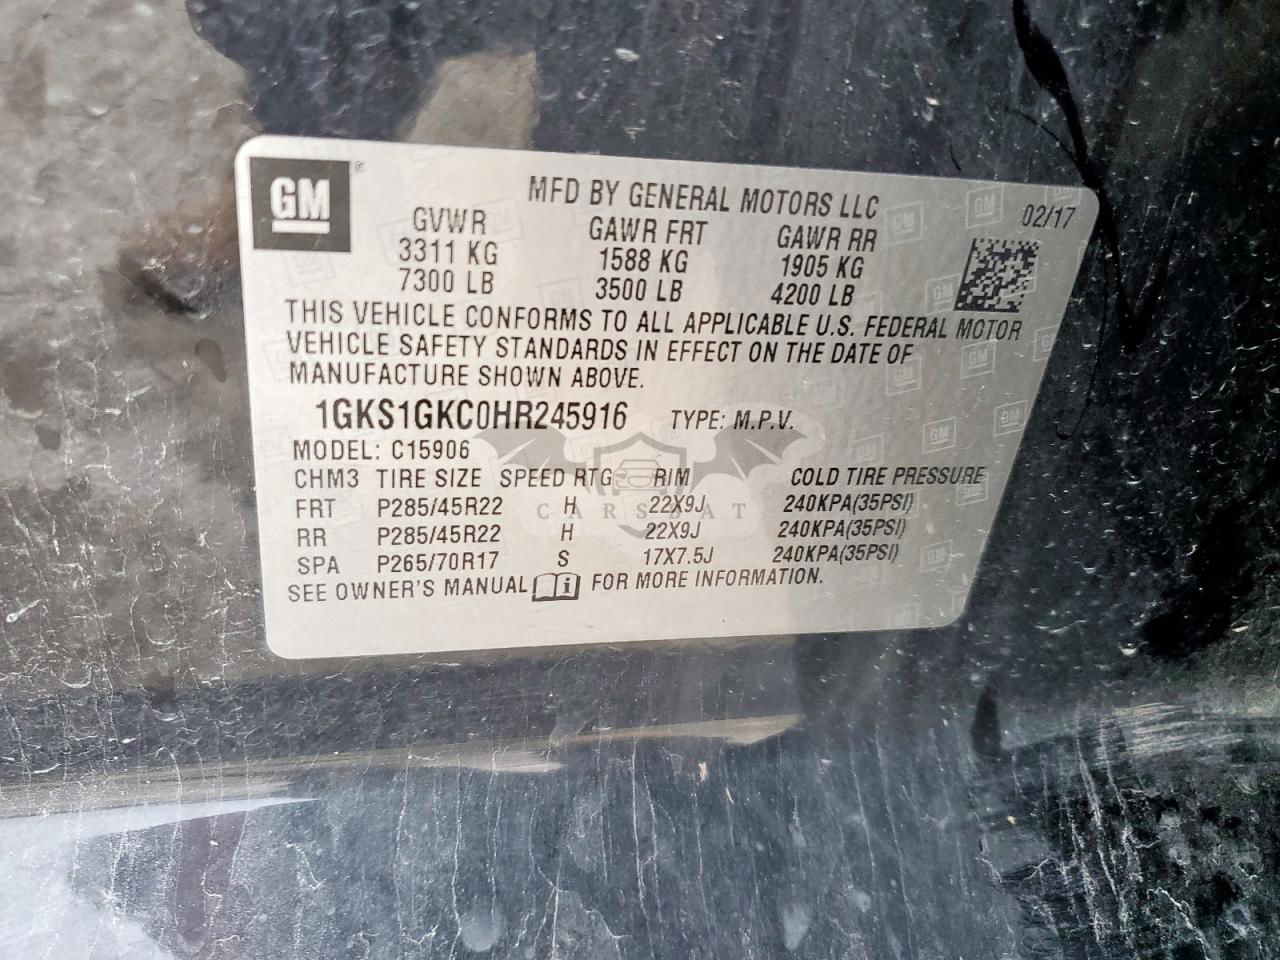 GM
MFD BY GENERAL MOTORS LLC
02/17
GVWR GAWR FRT GAWR RR
3311 KG 1588 KG 1905 KG
7300 LB 3500 LB 4200 LB
THIS VEHICLE CONFORMS TO ALL APPLICABLE U.S. FEDERAL MOTOR
VEHICLE SAFETY STANDARDS IN EFFECT ON THE DATE OF
MANUFACTURE SHOWN ABOVE.
1GKS1GKC0HR245916 TYPE: M.P.V.
MODEL: C15906
CHM3 TIRE SIZE SPEED RTG RIM COLD TIRE PRESSURE
FRT P285/45R22 H 22X9J 240KPA(35PSI)
RR P285/45R22 H 22X9J 240KPA(35PSI)
SPA P265/70R17 S 17X7.5J 240KPA(35PSI)
SEE OWNER'S MANUAL i FOR MORE INFORMATION.